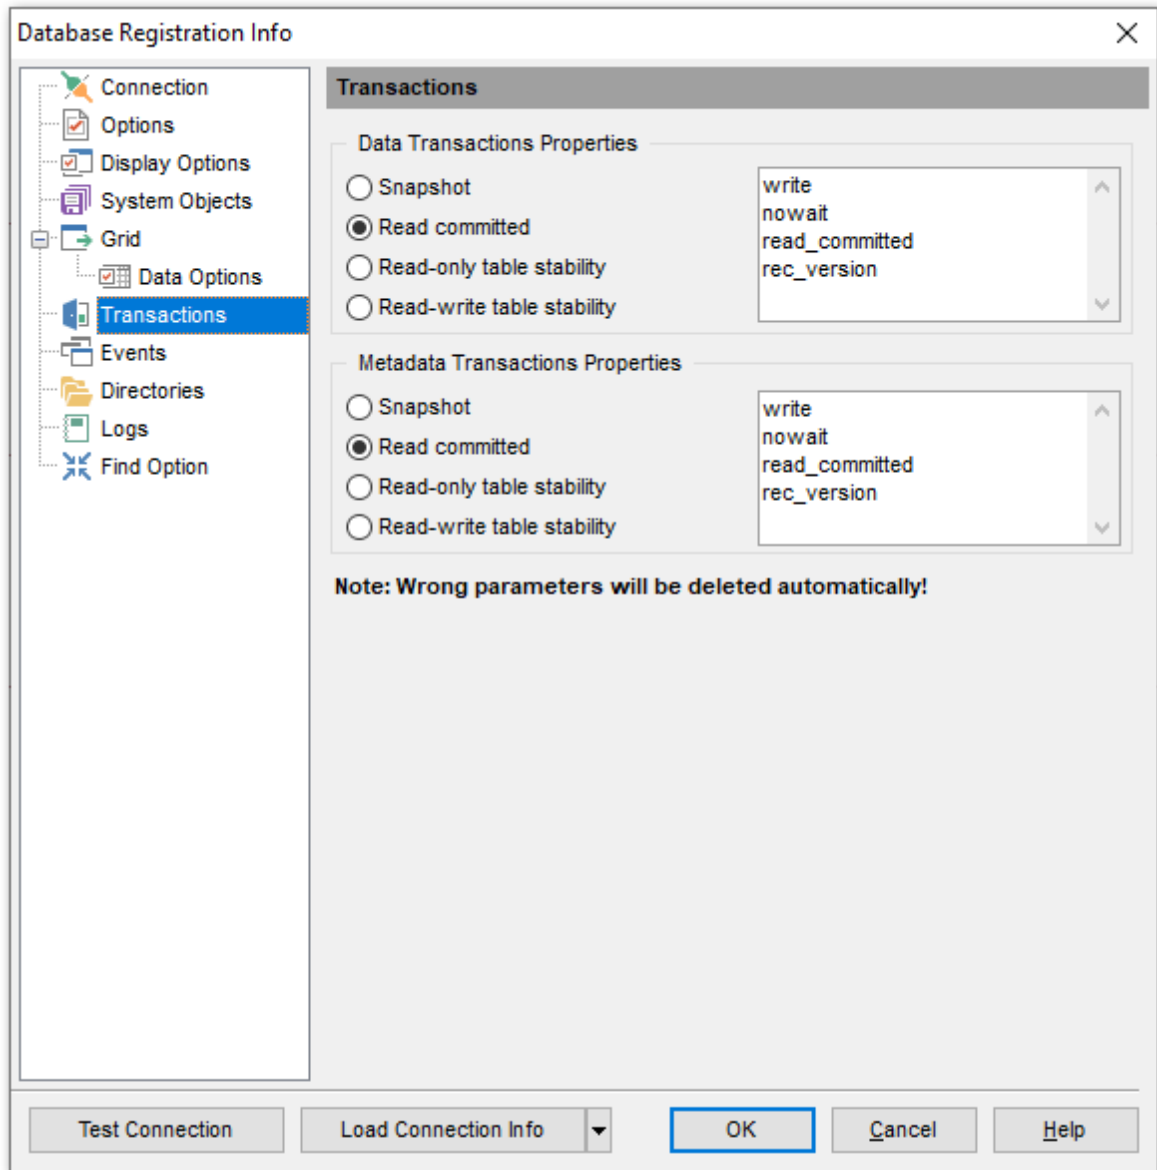 Database Registration Info
Connection
Options
Display Options
System Objects
Grid
Data Options
Transactions
Events
Directories
Logs
Find Option
Transactions
Data Transactions Properties
Snapshot
Read committed
Read-only table stability
Read-write table stability
write
nowait
read_committed
rec_version
Metadata Transactions Properties
Snapshot
Read committed
Read-only table stability
Read-write table stability
write
nowait
read_committed
rec_version
Note: Wrong parameters will be deleted automatically!
Test Connection
Load Connection Info
OK
Cancel
Help